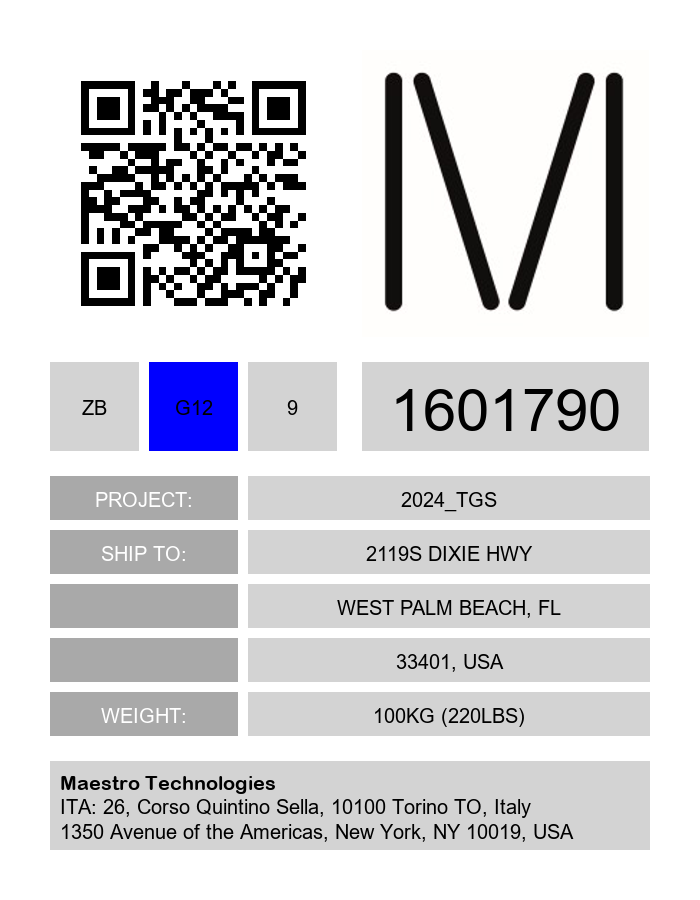 M
ZB G12 9 1601790
PROJECT: 2024_TGS
SHIP TO: 2119S DIXIE HWY
WEST PALM BEACH, FL
33401, USA
WEIGHT: 100KG (220LBS)
Maestro Technologies
ITA: 26, Corso Quintino Sella, 10100 Torino TO, Italy
1350 Avenue of the Americas, New York, NY 10019, USA